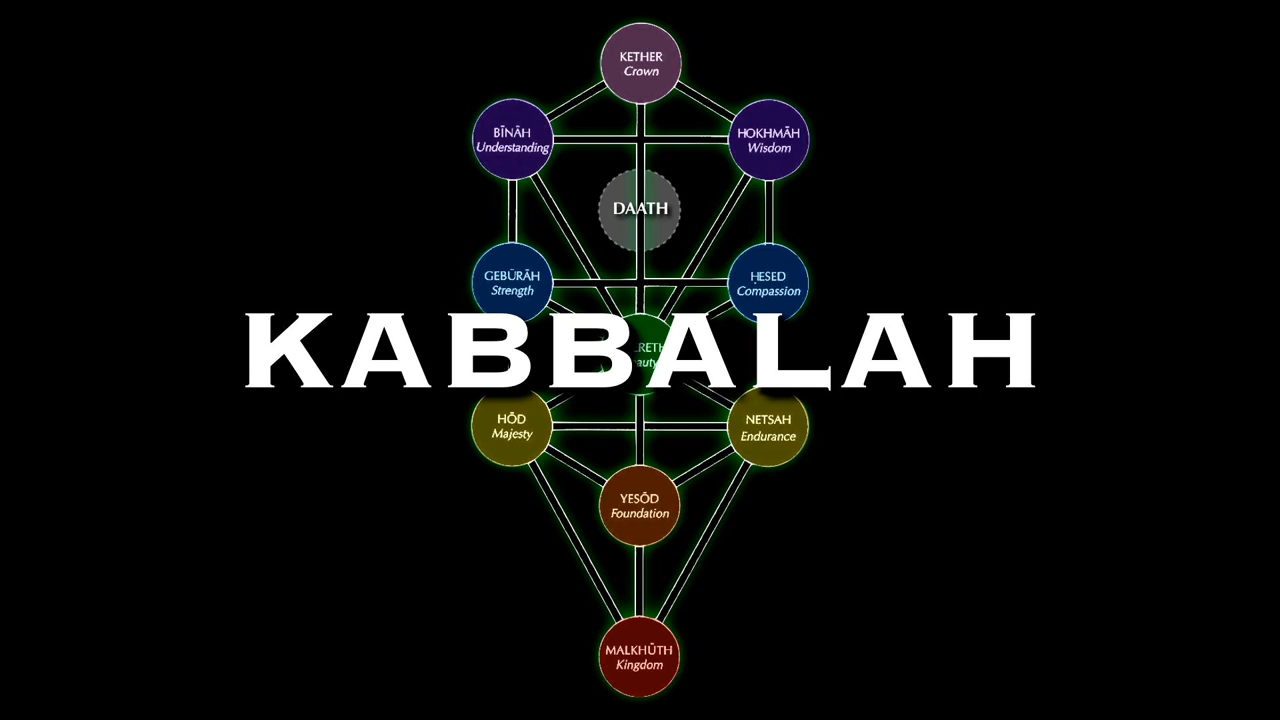 KETHER
Crown
BĪNĀH
Understanding
HOKHMĀH
Wisdom
DAATH
GEBŪRĀH
Strength
ḤESED
Compassion
KABBALAH
HŌD
Majesty
NETSAH
Endurance
YESŌD
Foundation
MALKHŪTH
Kingdom